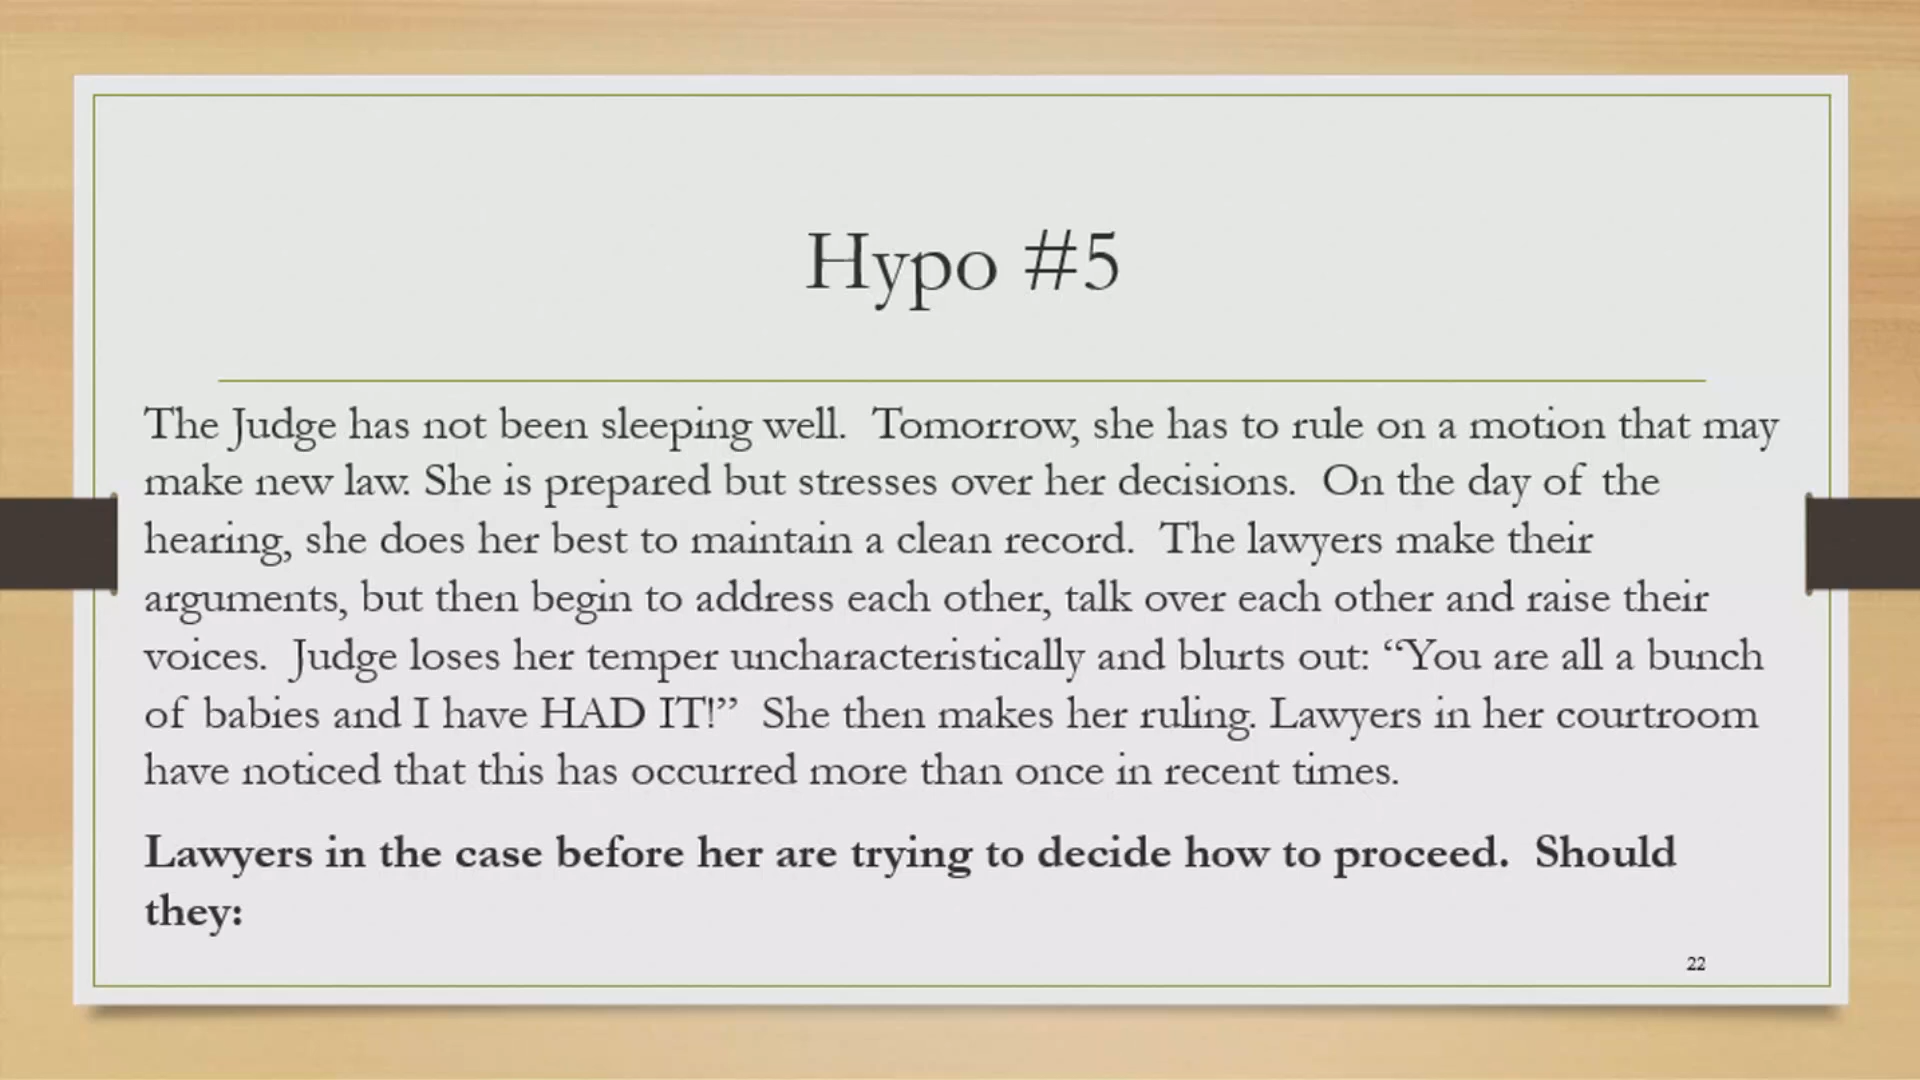 Hypo #5
The Judge has not been sleeping well.  Tomorrow, she has to rule on a motion that may
make new law. She is prepared but stresses over her decisions.  On the day of the
hearing, she does her best to maintain a clean record.  The lawyers make their
arguments, but then begin to address each other, talk over each other and raise their
voices.  Judge loses her temper uncharacteristically and blurts out: “You are all a bunch
of babies and I have HAD IT!”  She then makes her ruling. Lawyers in her courtroom
have noticed that this has occurred more than once in recent times.
Lawyers in the case before her are trying to decide how to proceed.  Should
they:
22